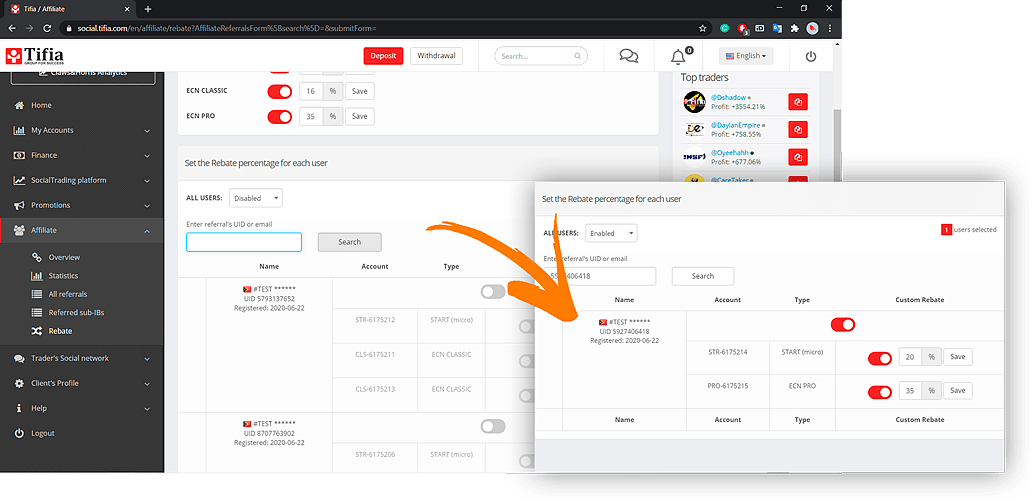 Tifia / Affiliate
social.tifia.com/en/affiliate/rebate?AffiliateReferralsForm%5Bsearch%5D=&submitForm=
Tifia
GROUP FOR SUCCESS
Deposit
Withdrawal
Search...
0
English
Claws&Horns Analytics
Home
My Accounts
Finance
SocialTrading platform
Promotions
Affiliate
Overview
Statistics
All referrals
Referred sub-IBs
Rebate
Trader's Social network
Client's Profile
Help
Logout
ECN CLASSIC 16 % Save
ECN PRO 35 % Save
Set the Rebate percentage for each user
ALL USERS: Disabled
Enter referral's UID or email
Search
Name Account Type
#TEST ******
UID 5793137652
Registered: 2020-06-22
STR-6175212 START (micro)
CLS-6175211 ECN CLASSIC
CLS-6175213 ECN CLASSIC
#TEST ******
UID 8707763902
Registered: 2020-06-22
STR-6175206 START (micro)
Top traders
@Dshadow
Profit: +3554.21%
@DaylanEmpire
Profit: +758.55%
@Oyeehahh
Profit: +677.06%
@CareTaker
Set the Rebate percentage for each user
ALL USERS: Enabled
1 users selected
Enter referral's UID or email
5927406418
Search
Name Account Type Custom Rebate
#TEST ******
UID 5927406418
Registered: 2020-06-22
STR-6175214 START (micro) 20 % Save
PRO-6175215 ECN PRO 35 % Save
Name Account Type Custom Rebate